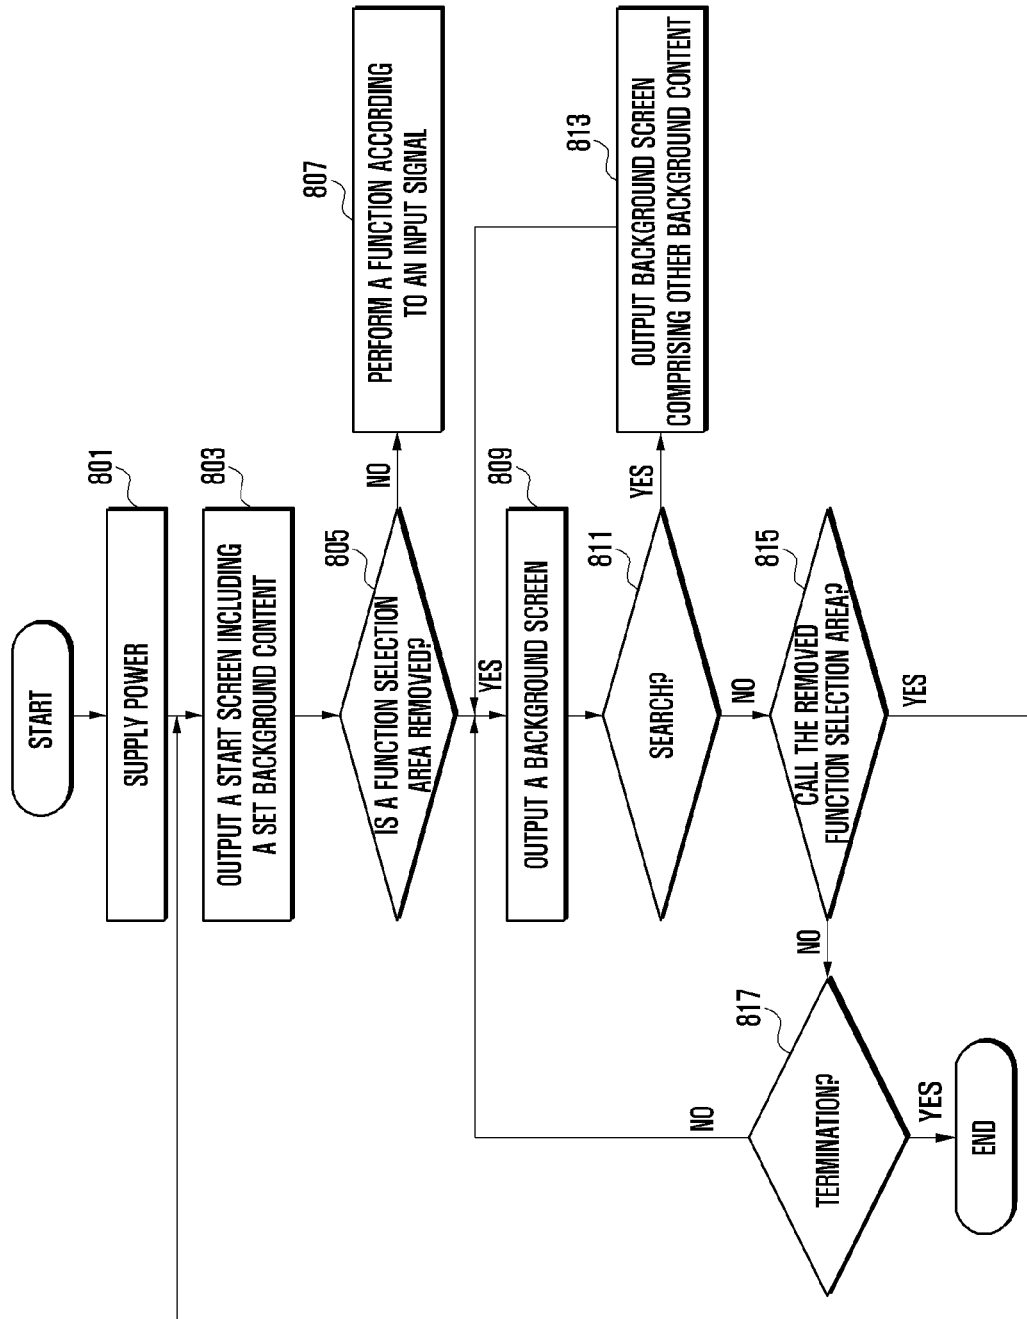 START
801
SUPPLY POWER
803
OUTPUT A START SCREEN INCLUDING
A SET BACKGROUND CONTENT
805
IS A FUNCTION SELECTION
AREA REMOVED?
NO
807
PERFORM A FUNCTION ACCORDING
TO AN INPUT SIGNAL
YES
809
OUTPUT A BACKGROUND SCREEN
811
SEARCH?
YES
813
OUTPUT BACKGROUND SCREEN
COMPRISING OTHER BACKGROUND CONTENT
NO
815
CALL THE REMOVED
FUNCTION SELECTION AREA?
YES
NO
817
TERMINATION?
NO
YES
END